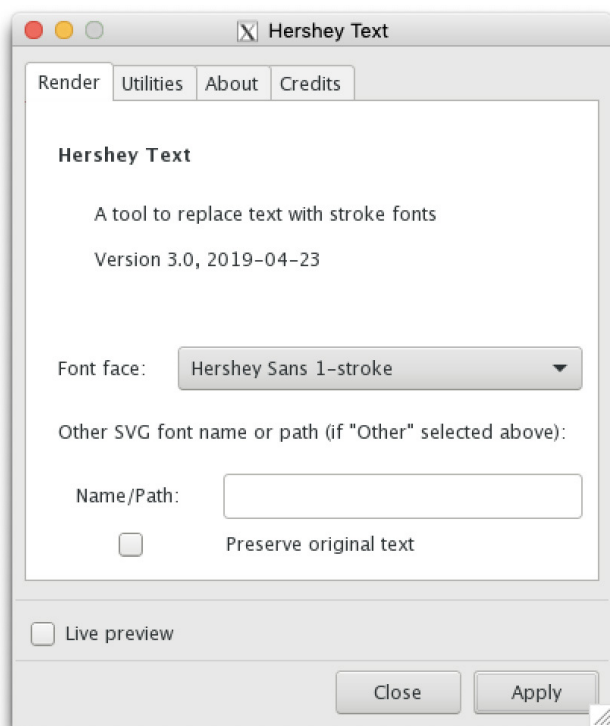 Hershey Text
Render Utilities About Credits
Hershey Text
A tool to replace text with stroke fonts
Version 3.0, 2019-04-23
Font face: Hershey Sans 1-stroke
Other SVG font name or path (if "Other" selected above):
Name/Path:
Preserve original text
Live preview
Close Apply